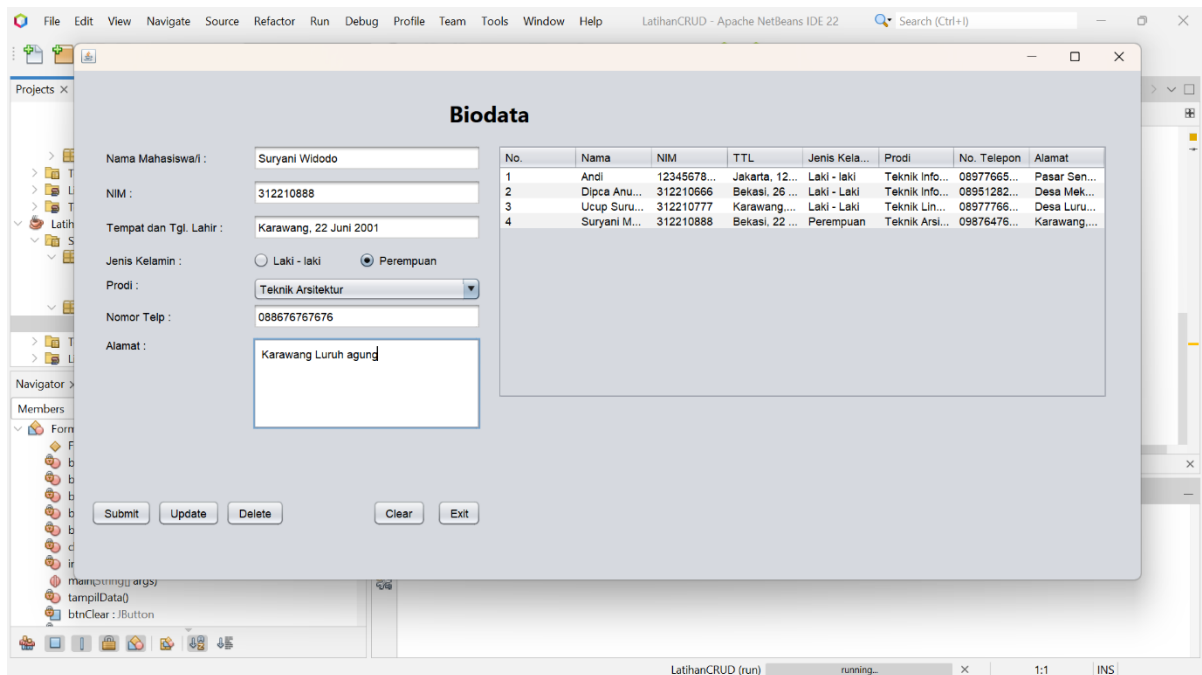 File Edit View Navigate Source Refactor Run Debug Profile Team Tools Window Help LatihanCRUD - Apache NetBeans IDE 22 Search (Ctrl+I)
Projects
Biodata
Nama Mahasiswa/i : Suryani Widodo
NIM : 312210888
Tempat dan Tgl. Lahir : Karawang, 22 Juni 2001
Jenis Kelamin : Laki - laki Perempuan
Prodi : Teknik Arsitektur
Nomor Telp : 088676767676
Alamat : Karawang Luruh agung
No. Nama NIM TTL Jenis Kela... Prodi No. Telepon Alamat
1 Andi 12345678... Jakarta, 12... Laki - laki Teknik Info... 08977665... Pasar Sen...
2 Dipca Anu... 312210666 Bekasi, 26 ... Laki - Laki Teknik Info... 08951282... Desa Mek...
3 Ucup Suru... 312210777 Karawang,... Laki - Laki Teknik Lin... 08977766... Desa Luru...
4 Suryani M... 312210888 Bekasi, 22 ... Perempuan Teknik Arsi... 09876476... Karawang,...
Submit Update Delete Clear Exit
Latih
Navigator
Members
Form
main(String[] args)
tampilData()
btnClear : JButton
LatihanCRUD (run) running... 1:1 INS